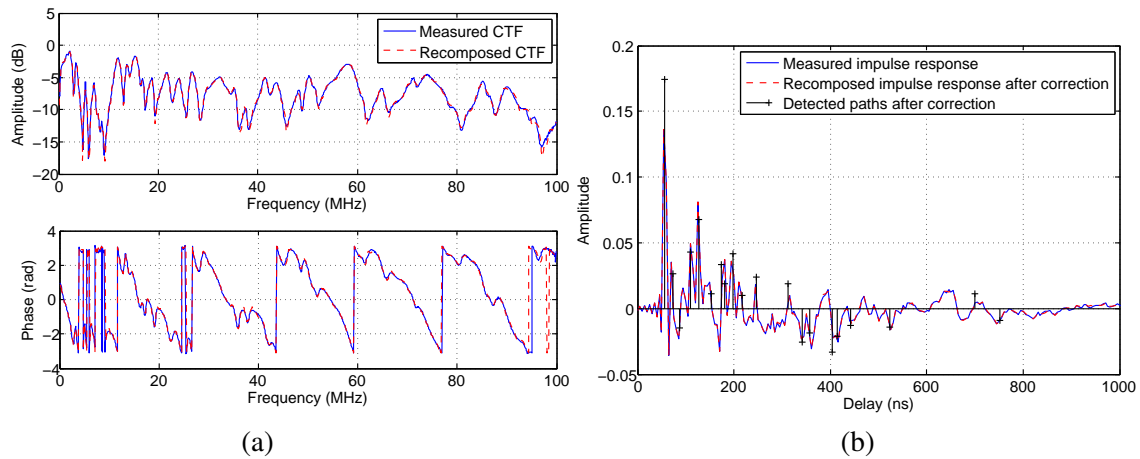 5
0
−5
−10
−15
−20
Amplitude (dB)
Measured CTF
Recomposed CTF
0 20 40 60 80 100
Frequency (MHz)
4
2
0
−2
−4
Phase (rad)
0 20 40 60 80 100
Frequency (MHz)
(a)
0.2
0.15
0.1
0.05
0
−0.05
Amplitude
Measured impulse response
Recomposed impulse response after correction
Detected paths after correction
0 200 400 600 800 1000
Delay (ns)
(b)